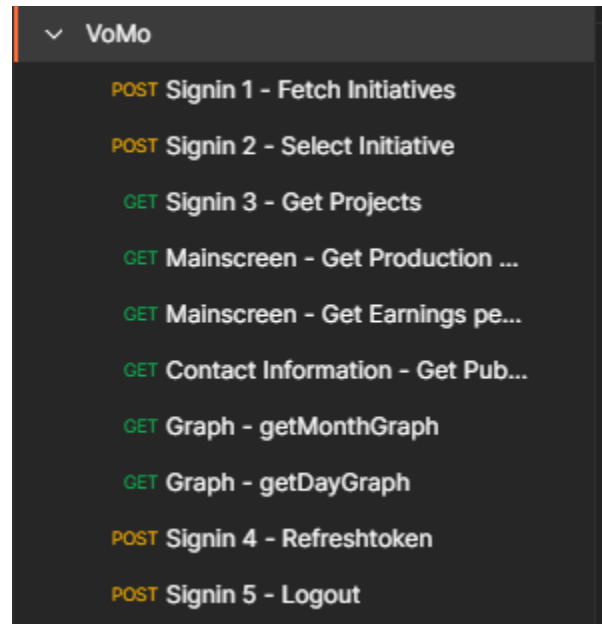 VoMo
POST Signin 1 - Fetch Initiatives
POST Signin 2 - Select Initiative
GET Signin 3 - Get Projects
GET Mainscreen - Get Production ...
GET Mainscreen - Get Earnings pe...
GET Contact Information - Get Pub...
GET Graph - getMonthGraph
GET Graph - getDayGraph
POST Signin 4 - Refreshtoken
POST Signin 5 - Logout